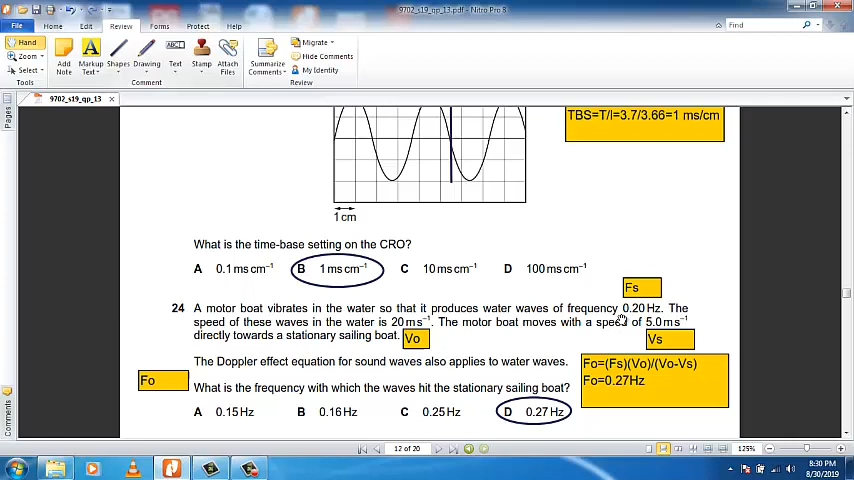 9702_s19_qp_13.pdf - Nitro Pro 8
File Home Edit Review Forms Protect Help Find
Hand
Zoom
Select
Tools
Add Note
Markup Text
Shapes
Drawing
Text
Stamp
Attach Files
Comment
Summarize Comments
Migrate
Hide Comments
My Identity
Review
9702_s19_qp_13
Pages
Comments
TBS=T/l=3.7/3.66=1 ms/cm
1 cm
What is the time-base setting on the CRO?
A 0.1 ms cm⁻¹ B 1 ms cm⁻¹ C 10 ms cm⁻¹ D 100 ms cm⁻¹
Fs
24 A motor boat vibrates in the water so that it produces water waves of frequency 0.20 Hz. The
speed of these waves in the water is 20 m s⁻¹. The motor boat moves with a speed of 5.0 m s⁻¹
directly towards a stationary sailing boat. Vo Vs
The Doppler effect equation for sound waves also applies to water waves.
Fo=(Fs)(Vo)/(Vo-Vs)
Fo=0.27Hz
Fo
What is the frequency with which the waves hit the stationary sailing boat?
A 0.15 Hz B 0.16 Hz C 0.25 Hz D 0.27 Hz
12 of 20
125%
8:30 PM
8/30/2019